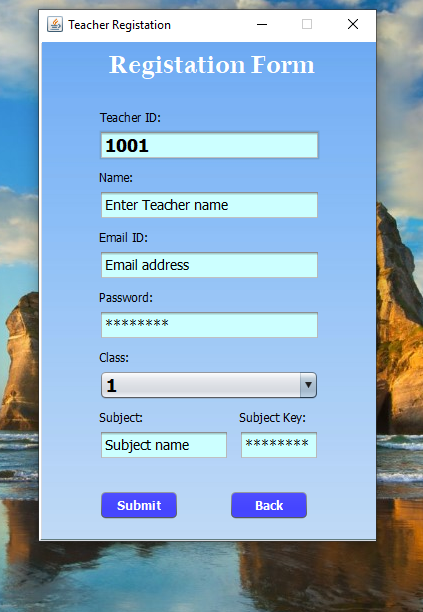 Teacher Registation
Registation Form
Teacher ID:
1001
Name:
Enter Teacher name
Email ID:
Email address
Password:
********
Class:
1
Subject: Subject Key:
Subject name ********
Submit Back